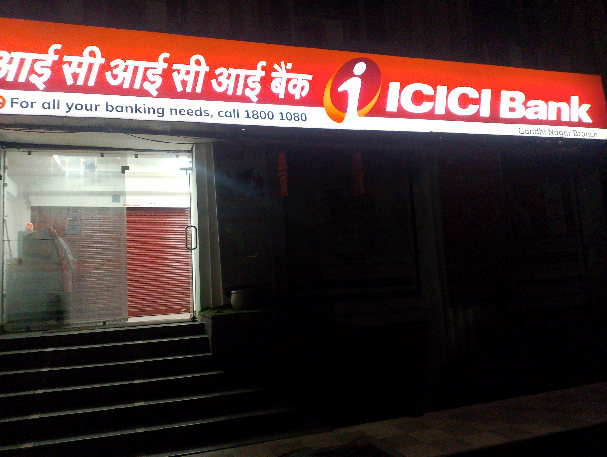 आई सी आई सी आई बैंक
ICICI Bank
For all your banking needs, call 1800 1080
Gandhi Nagar Branch